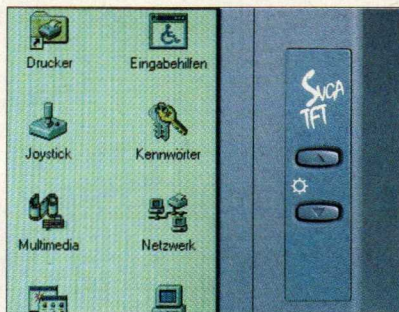 Drucker
Eingabehilfen
Joystick
Kennwörter
Multimedia
Netzwerk
SVGA
TFT